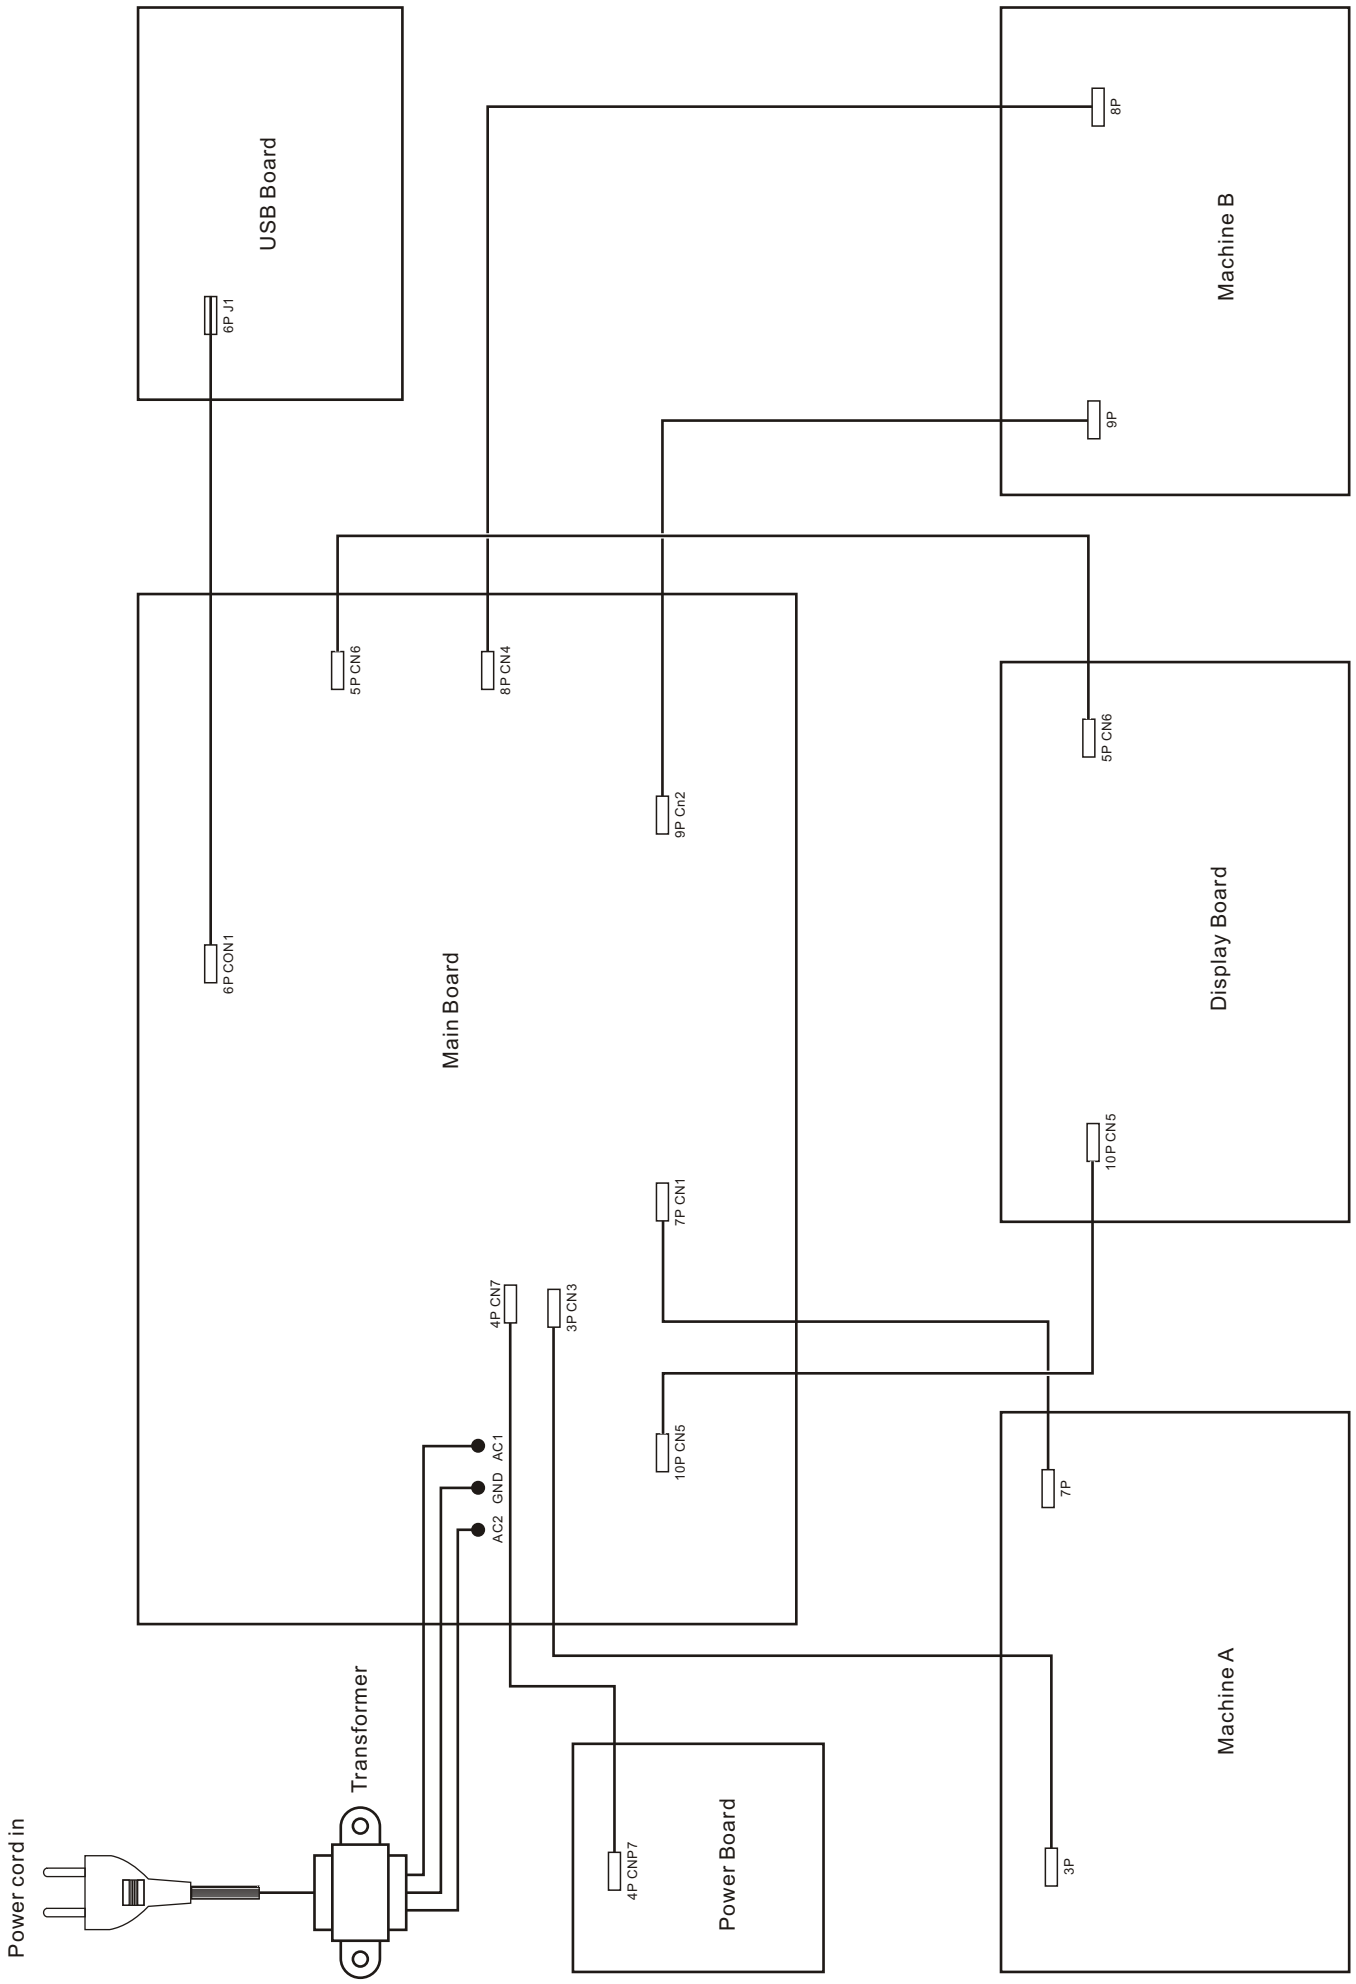 Power cord in
Transformer
Power Board
4P CNP7
Main Board
AC2
GND
AC1
4P CN7
3P CN3
10P CN5
7P CN1
6P CON1
9P Cn2
5P CN6
8P CN4
USB Board
6P J1
Machine A
3P
7P
Display Board
10P CN5
5P CN6
Machine B
9P
8P